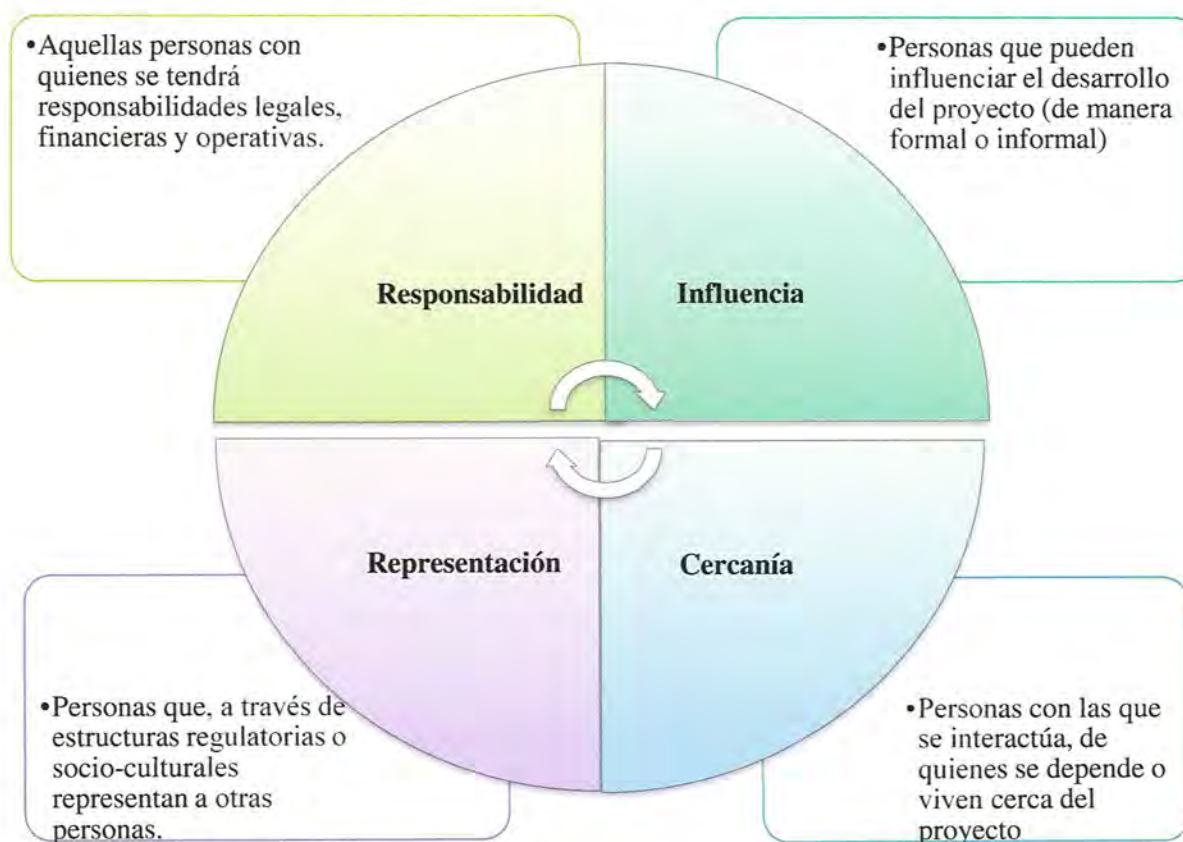 •Aquellas personas con
quienes se tendrá
responsabilidades legales,
financieras y operativas.
•Personas que pueden
influenciar el desarrollo
del proyecto (de manera
formal o informal)
Responsabilidad
Influencia
Representación
Cercanía
•Personas que, a través de
estructuras regulatorias o
socio-culturales
representan a otras
personas.
•Personas con las que
se interactúa, de
quienes se depende o
viven cerca del
proyecto